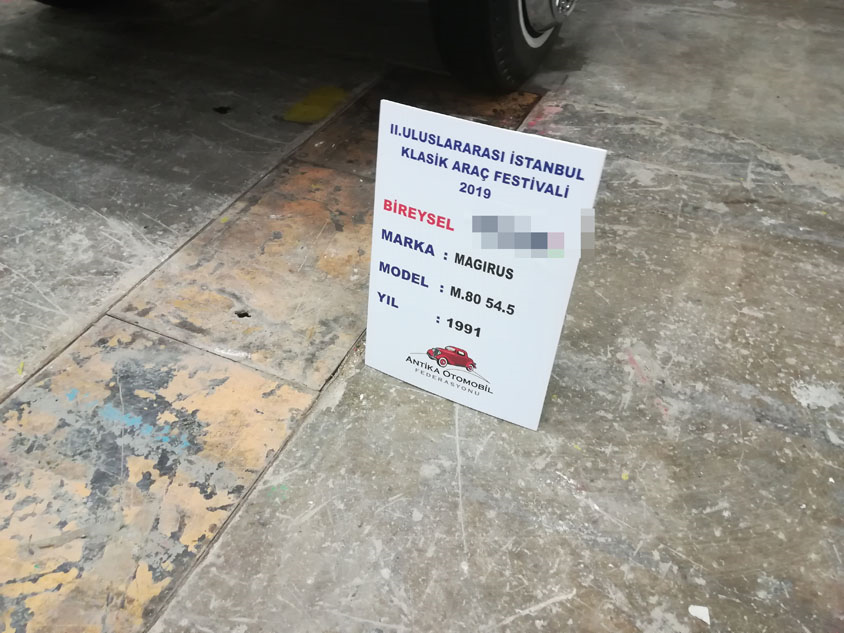 II.ULUSLARARASI İSTANBUL
KLASİK ARAÇ FESTİVALİ
2019
BİREYSEL
MARKA : MAGIRUS
MODEL : M.80 54.5
YIL : 1991
ANTİKA OTOMOBİL
FEDERASYONU